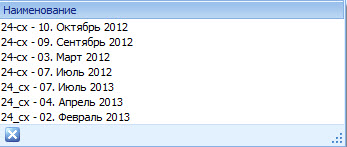 Наименование
24-сх - 10. Октябрь 2012
24-сх - 09. Сентябрь 2012
24-сх - 03. Март 2012
24-сх - 07. Июль 2012
24_сх - 07. Июль 2013
24_сх - 04. Апрель 2013
24_сх - 02. Февраль 2013